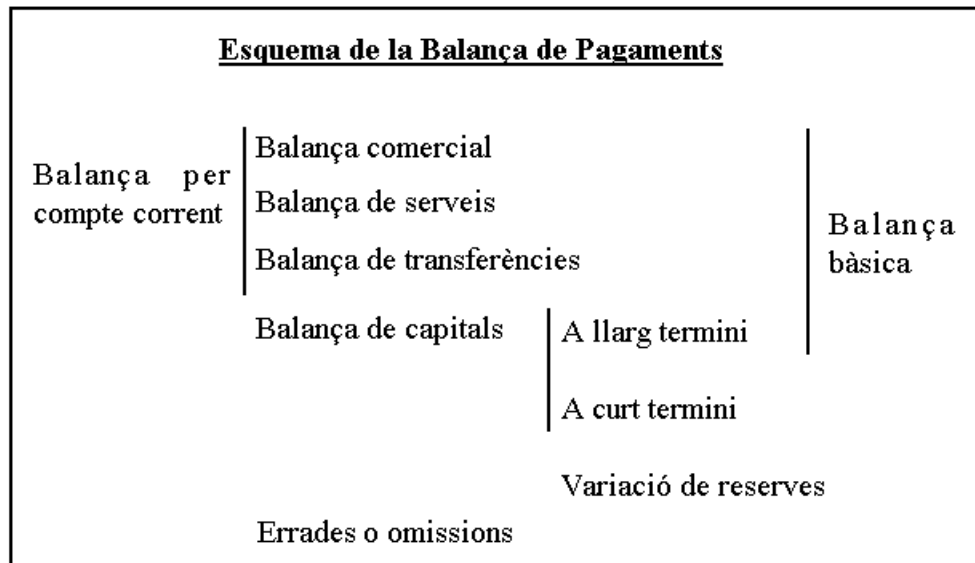 Esquema de la Balança de Pagaments
Balança per
compte corrent
Balança comercial
Balança de serveis
Balança de transferències
Balança
bàsica
Balança de capitals
A llarg termini
A curt termini
Variació de reserves
Errades o omissions